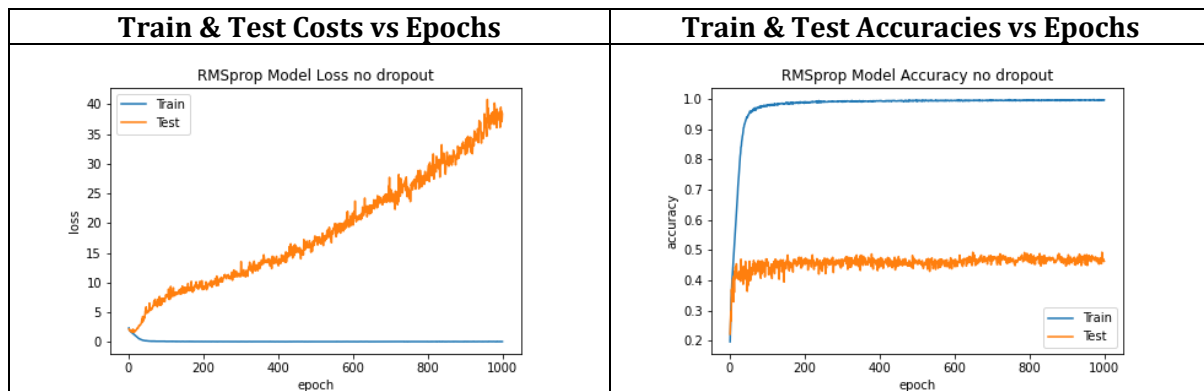 Train & Test Costs vs Epochs
Train & Test Accuracies vs Epochs
RMSprop Model Loss no dropout
Train
Test
40
35
30
25
20
15
10
5
0
loss
0
200
400
600
800
1000
epoch
RMSprop Model Accuracy no dropout
1.0
0.9
0.8
0.7
0.6
0.5
0.4
0.3
0.2
accuracy
Train
Test
0
200
400
600
800
1000
epoch